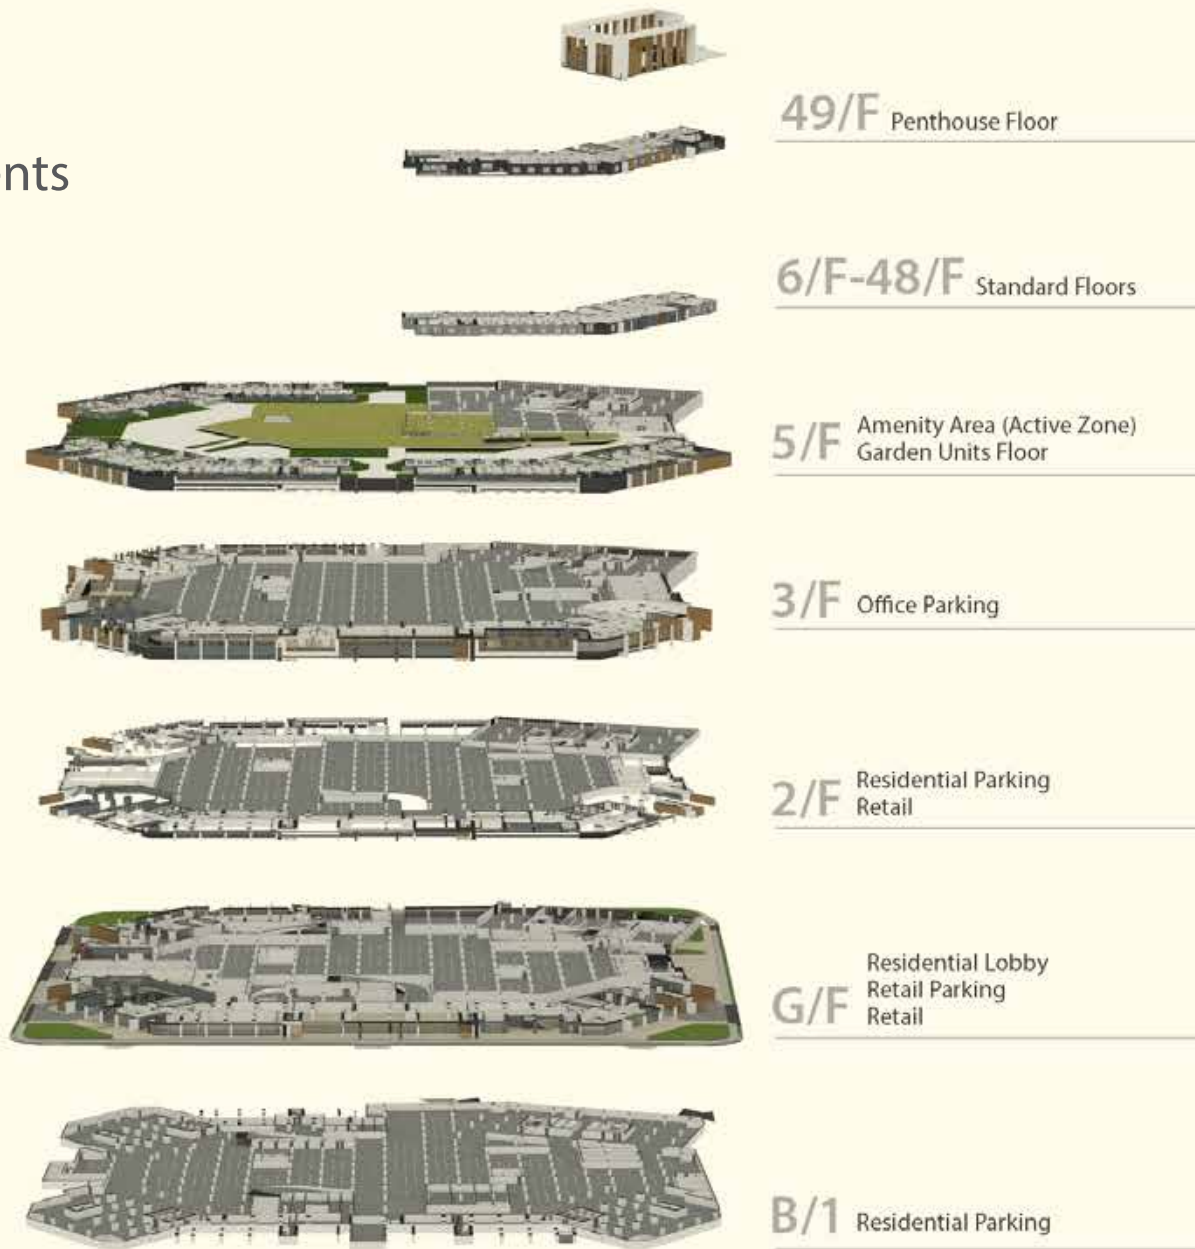 49/F Penthouse Floor
6/F-48/F Standard Floors
5/F Amenity Area (Active Zone)
Garden Units Floor
3/F Office Parking
2/F Residential Parking
Retail
G/F Residential Lobby
Retail Parking
Retail
B/1 Residential Parking